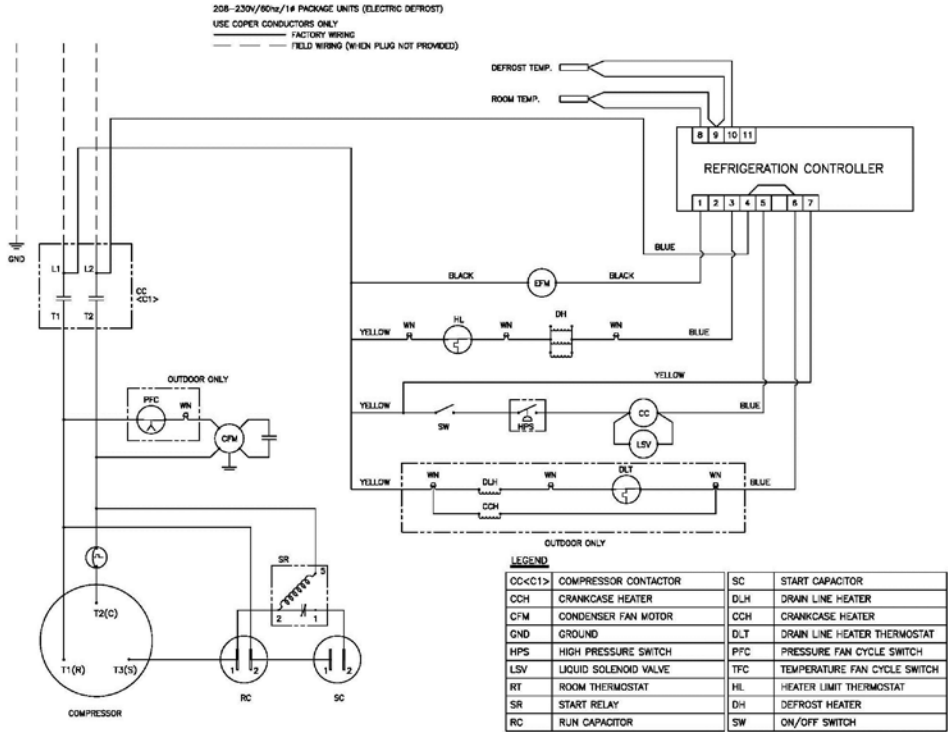 208-230V/60hz/1ø PACKAGE UNITS (ELECTRIC DEFROST)
USE COPER CONDUCTORS ONLY
FACTORY WIRING
FIELD WIRING (WHEN PLUG NOT PROVIDED)
DEFROST TEMP.
ROOM TEMP.
8 9 10 11
REFRIGERATION CONTROLLER
1 2 3 4 5 6 7
BLUE
GND
L1 L2
CC
<C1>
T1 T2
BLACK EFM BLACK
YELLOW WN HL WN DH WN BLUE
YELLOW
OUTDOOR ONLY
PFC WN
CFM
YELLOW SW HPS CC BLUE
LSV
YELLOW WN DLH WN DLT WN BLUE
CCH
OUTDOOR ONLY
SR
5
2 1
T2(C)
T1(R) T3(S)
1 2
1 2
RC SC
COMPRESSOR
LEGEND
CC<C1> COMPRESSOR CONTACTOR SC START CAPACITOR
CCH CRANKCASE HEATER DLH DRAIN LINE HEATER
CFM CONDENSER FAN MOTOR CCH CRANKCASE HEATER
GND GROUND DLT DRAIN LINE HEATER THERMOSTAT
HPS HIGH PRESSURE SWITCH PFC PRESSURE FAN CYCLE SWITCH
LSV LIQUID SOLENOID VALVE TFC TEMPERATURE FAN CYCLE SWITCH
RT ROOM THERMOSTAT HL HEATER LIMIT THERMOSTAT
SR START RELAY DH DEFROST HEATER
RC RUN CAPACITOR SW ON/OFF SWITCH